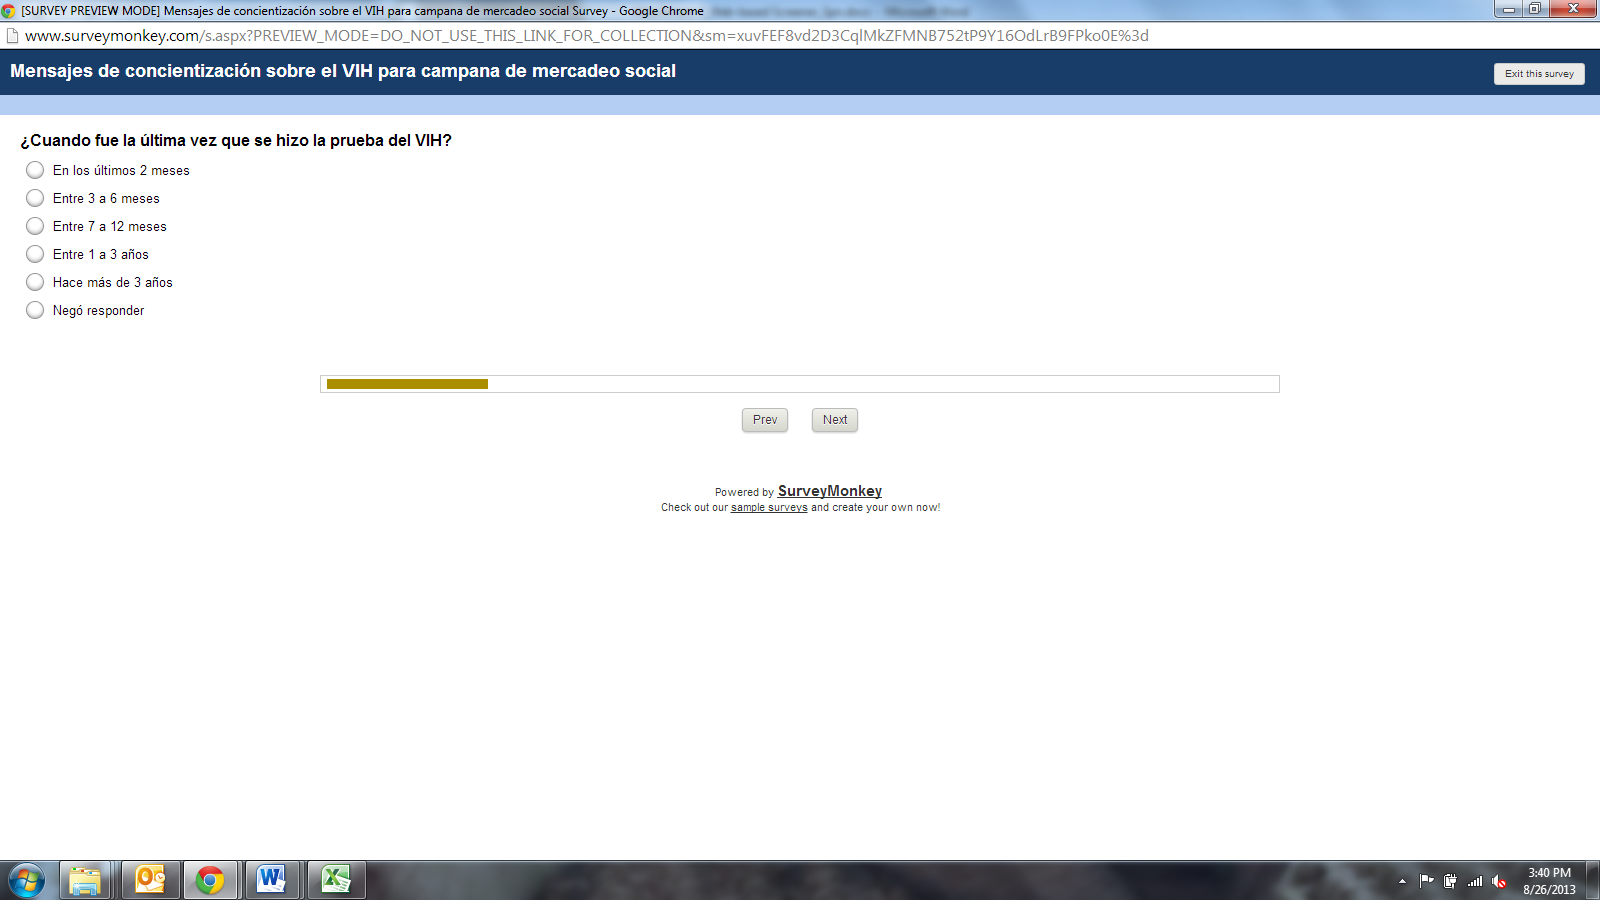 [SURVEY PREVIEW MODE] Mensajes de concientización sobre el VIH para campana de mercadeo social Survey - Google Chrome
www.surveymonkey.com/s.aspx?PREVIEW_MODE=DO_NOT_USE_THIS_LINK_FOR_COLLECTION&sm=xuvFEF8vd2D3CqlMkZFMNB752tP9Y16OdLrB9FPko0E%3d
Mensajes de concientización sobre el VIH para campana de mercadeo social
Exit this survey
¿Cuando fue la última vez que se hizo la prueba del VIH?
En los últimos 2 meses
Entre 3 a 6 meses
Entre 7 a 12 meses
Entre 1 a 3 años
Hace más de 3 años
Negó responder
Prev Next
Powered by SurveyMonkey
Check out our sample surveys and create your own now!
3:40 PM
8/26/2013